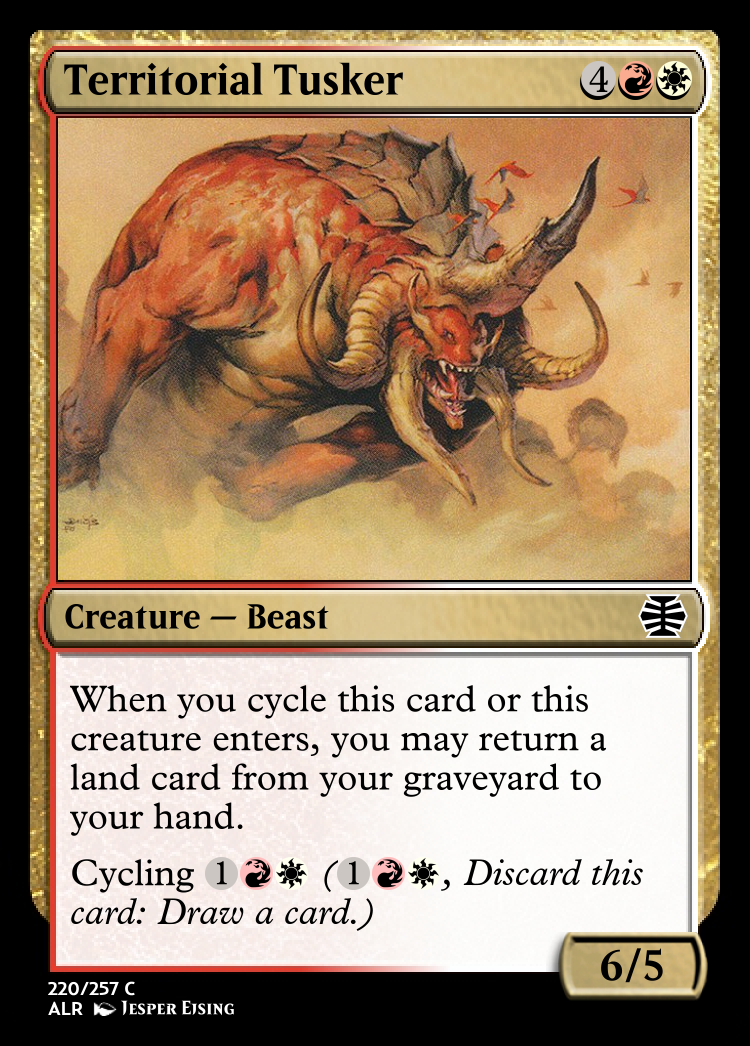 Territorial Tusker 4
Creature — Beast
When you cycle this card or this
creature enters, you may return a
land card from your graveyard to
your hand.
Cycling 1 (1, Discard this
card: Draw a card.)
6/5
220/257 C
ALR Jesper Ejsing